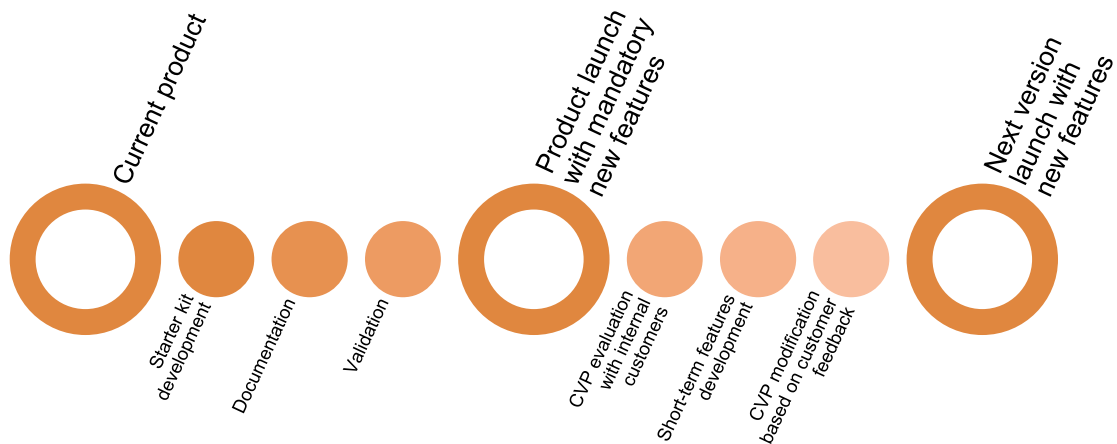 Current product
Starter kit
development
Documentation
Validation
Product launch
with mandatory
new features
CVP evaluation
with internal
customers
Short-term features
development
CVP modification
based on customer
feedback
Next version
launch with
new features